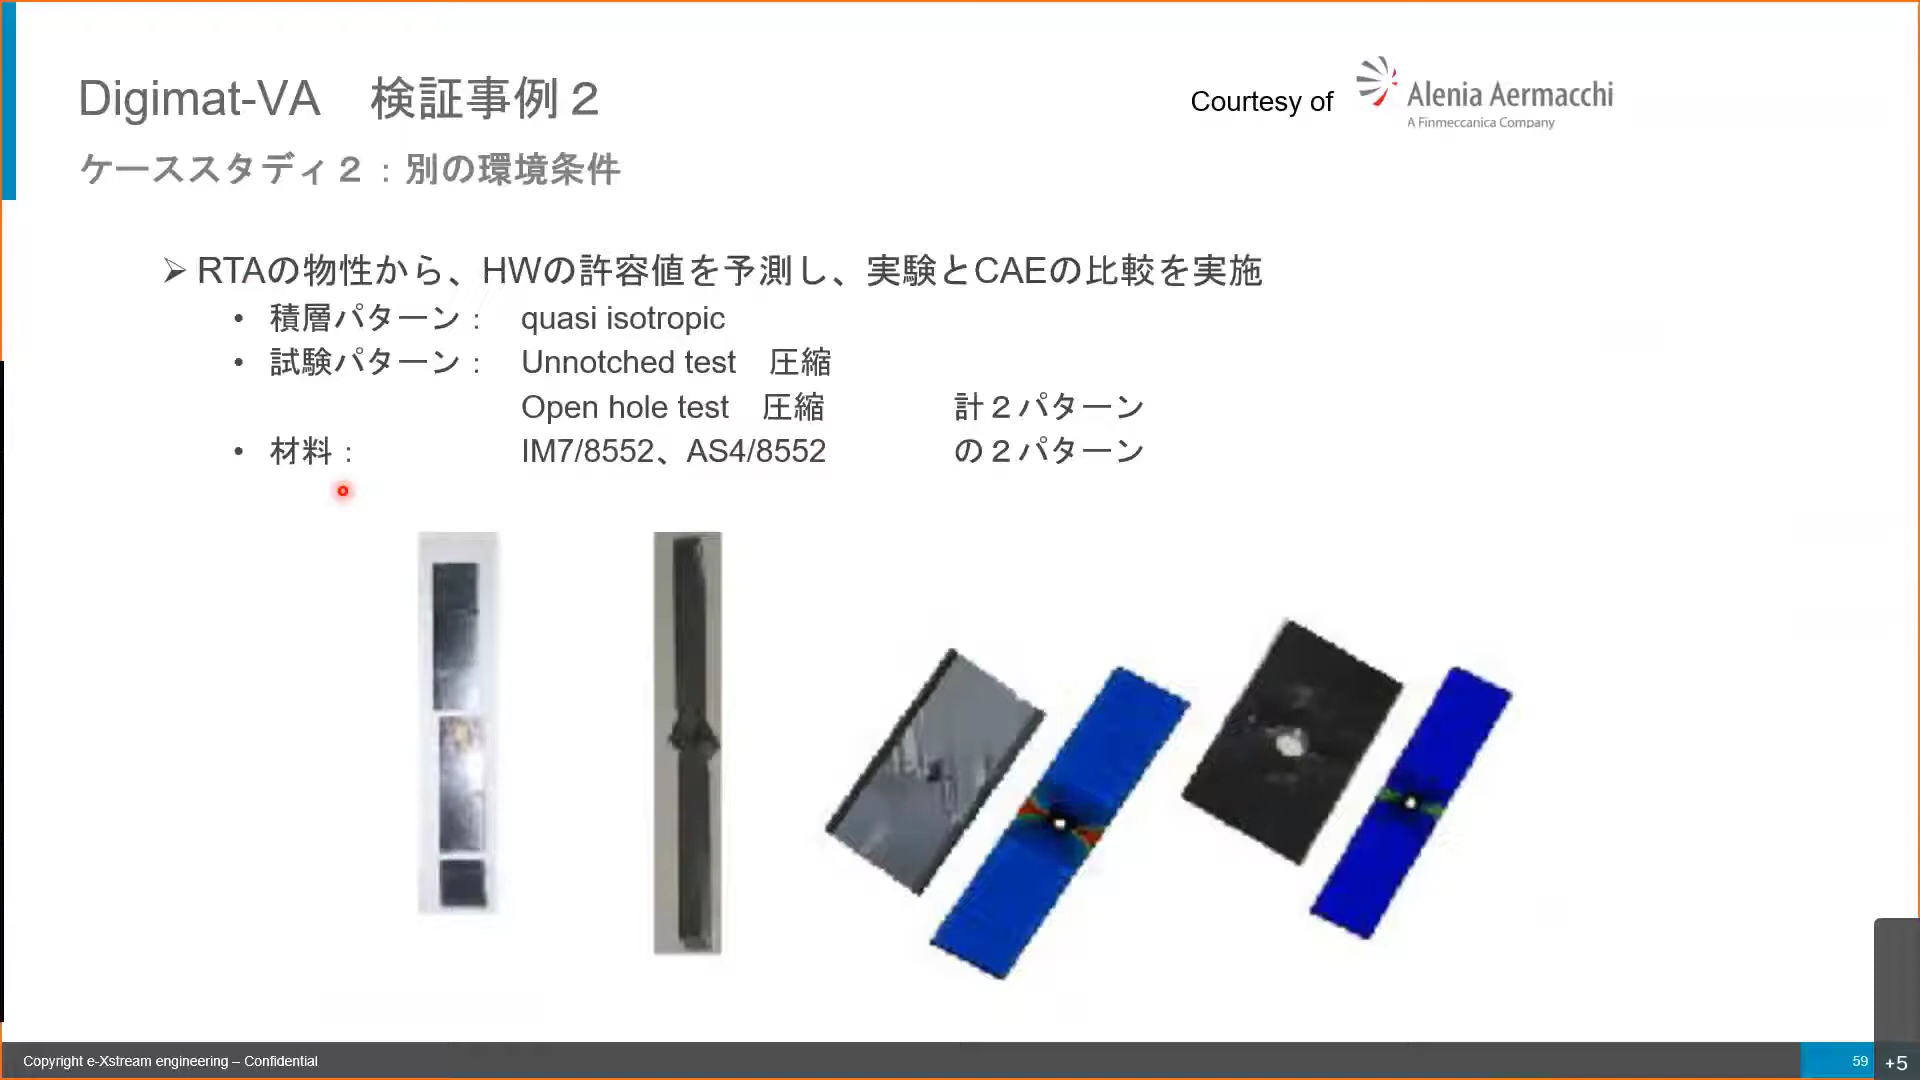 Digimat-VA 検証事例２
Courtesy of
Alenia Aermacchi
A Finmeccanica Company
ケーススタディ２：別の環境条件
➢ RTAの物性から、HWの許容値を予測し、実験とCAEの比較を実施
• 積層パターン： quasi isotropic
• 試験パターン： Unnotched test 圧縮
Open hole test 圧縮 計２パターン
• 材料： IM7/8552、AS4/8552 の２パターン
Copyright e-Xstream engineering – Confidential
59
+5